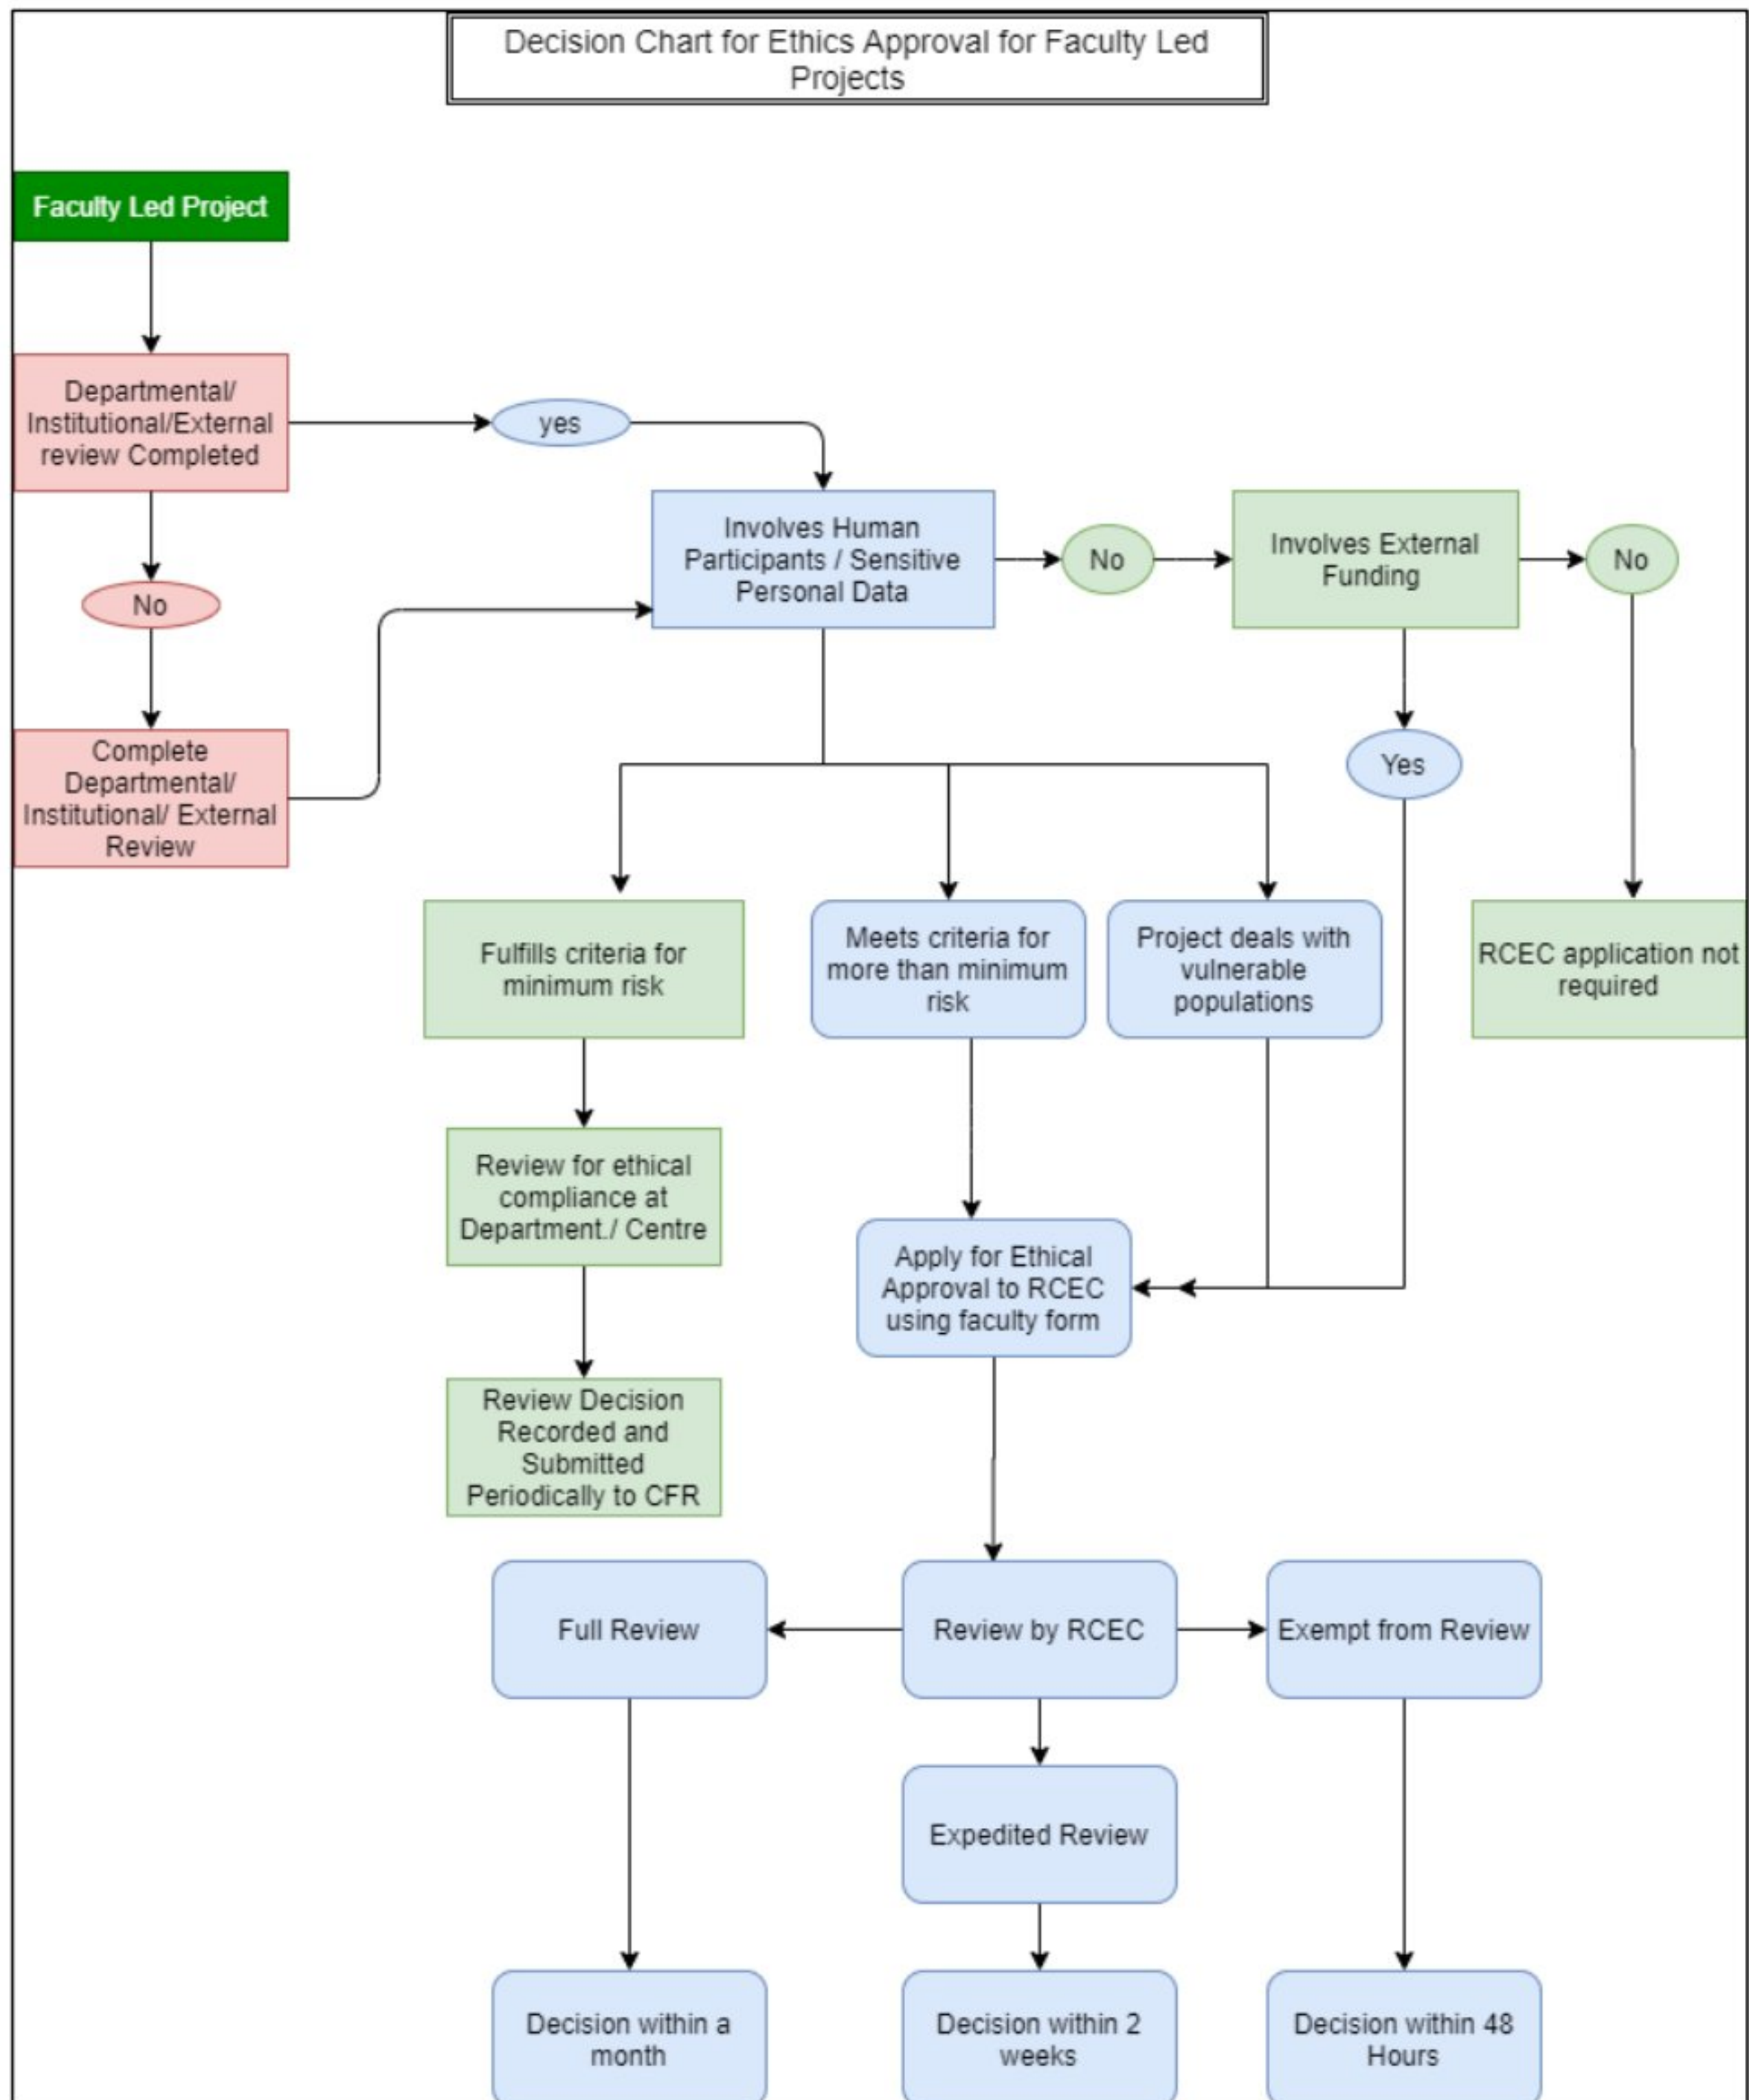 Decision Chart for Ethics Approval for Faculty Led
Projects
Faculty Led Project
Departmental/
Institutional/External
review Completed
yes
Involves Human
Participants / Sensitive
Personal Data
No
Involves External
Funding
No
No
Complete
Departmental/
Institutional/ External
Review
Yes
Fulfills criteria for
minimum risk
Meets criteria for
more than minimum
risk
Project deals with
vulnerable
populations
RCEC application not
required
Review for ethical
compliance at
Department./ Centre
Apply for Ethical
Approval to RCEC
using faculty form
Review Decision
Recorded and
Submitted
Periodically to CFR
Full Review
Review by RCEC
Exempt from Review
Expedited Review
Decision within a
month
Decision within 2
weeks
Decision within 48
Hours